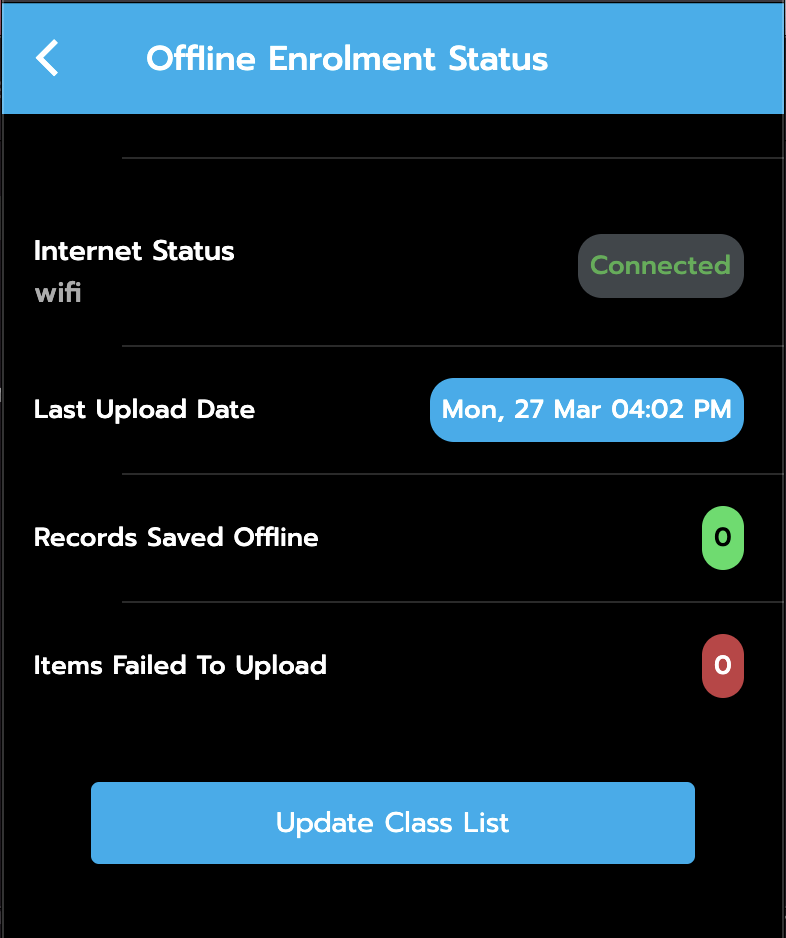 Offline Enrolment Status
Internet Status
wifi
Connected
Last Upload Date
Mon, 27 Mar 04:02 PM
Records Saved Offline
0
Items Failed To Upload
0
Update Class List